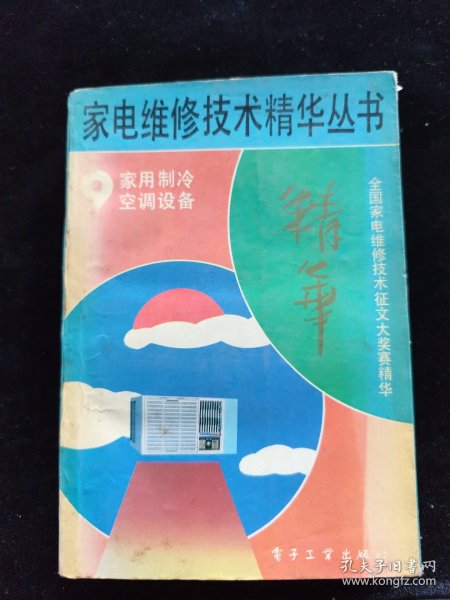 家电维修技术精华丛书
9
家用制冷
空调设备
精华
全国家电维修技术征文大奖赛精华
電子工業出版社
孔夫子旧书网
www.kongfz.com